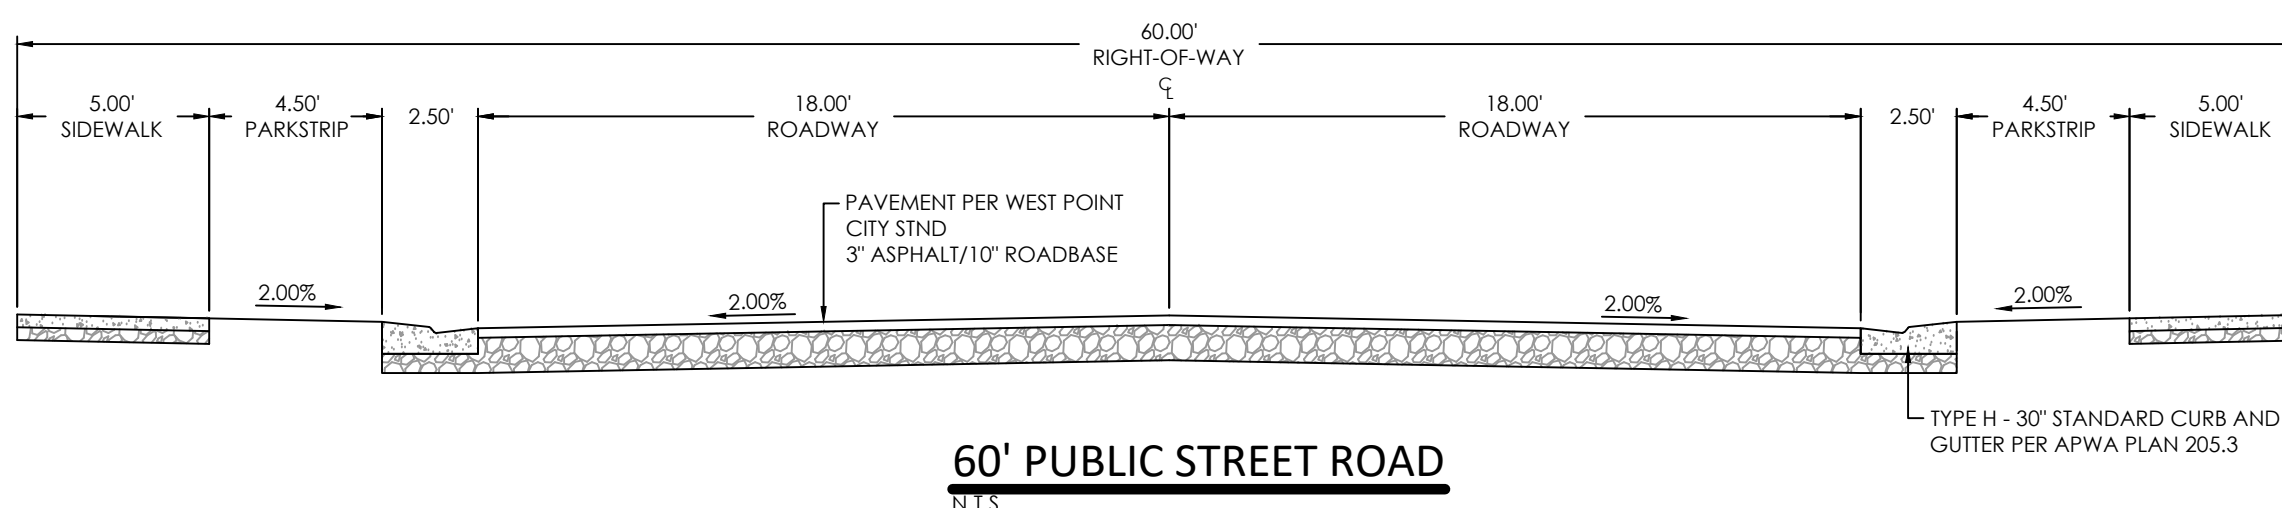 60.00'
RIGHT-OF-WAY
℄
5.00'
SIDEWALK
4.50'
PARKSTRIP
2.50'
18.00'
ROADWAY
18.00'
ROADWAY
2.50'
4.50'
PARKSTRIP
5.00'
SIDEWALK
PAVEMENT PER WEST POINT
CITY STND
3" ASPHALT/10" ROADBASE
2.00%
2.00%
2.00%
2.00%
TYPE H - 30" STANDARD CURB AND
GUTTER PER APWA PLAN 205.3
60' PUBLIC STREET ROAD
N.T.S